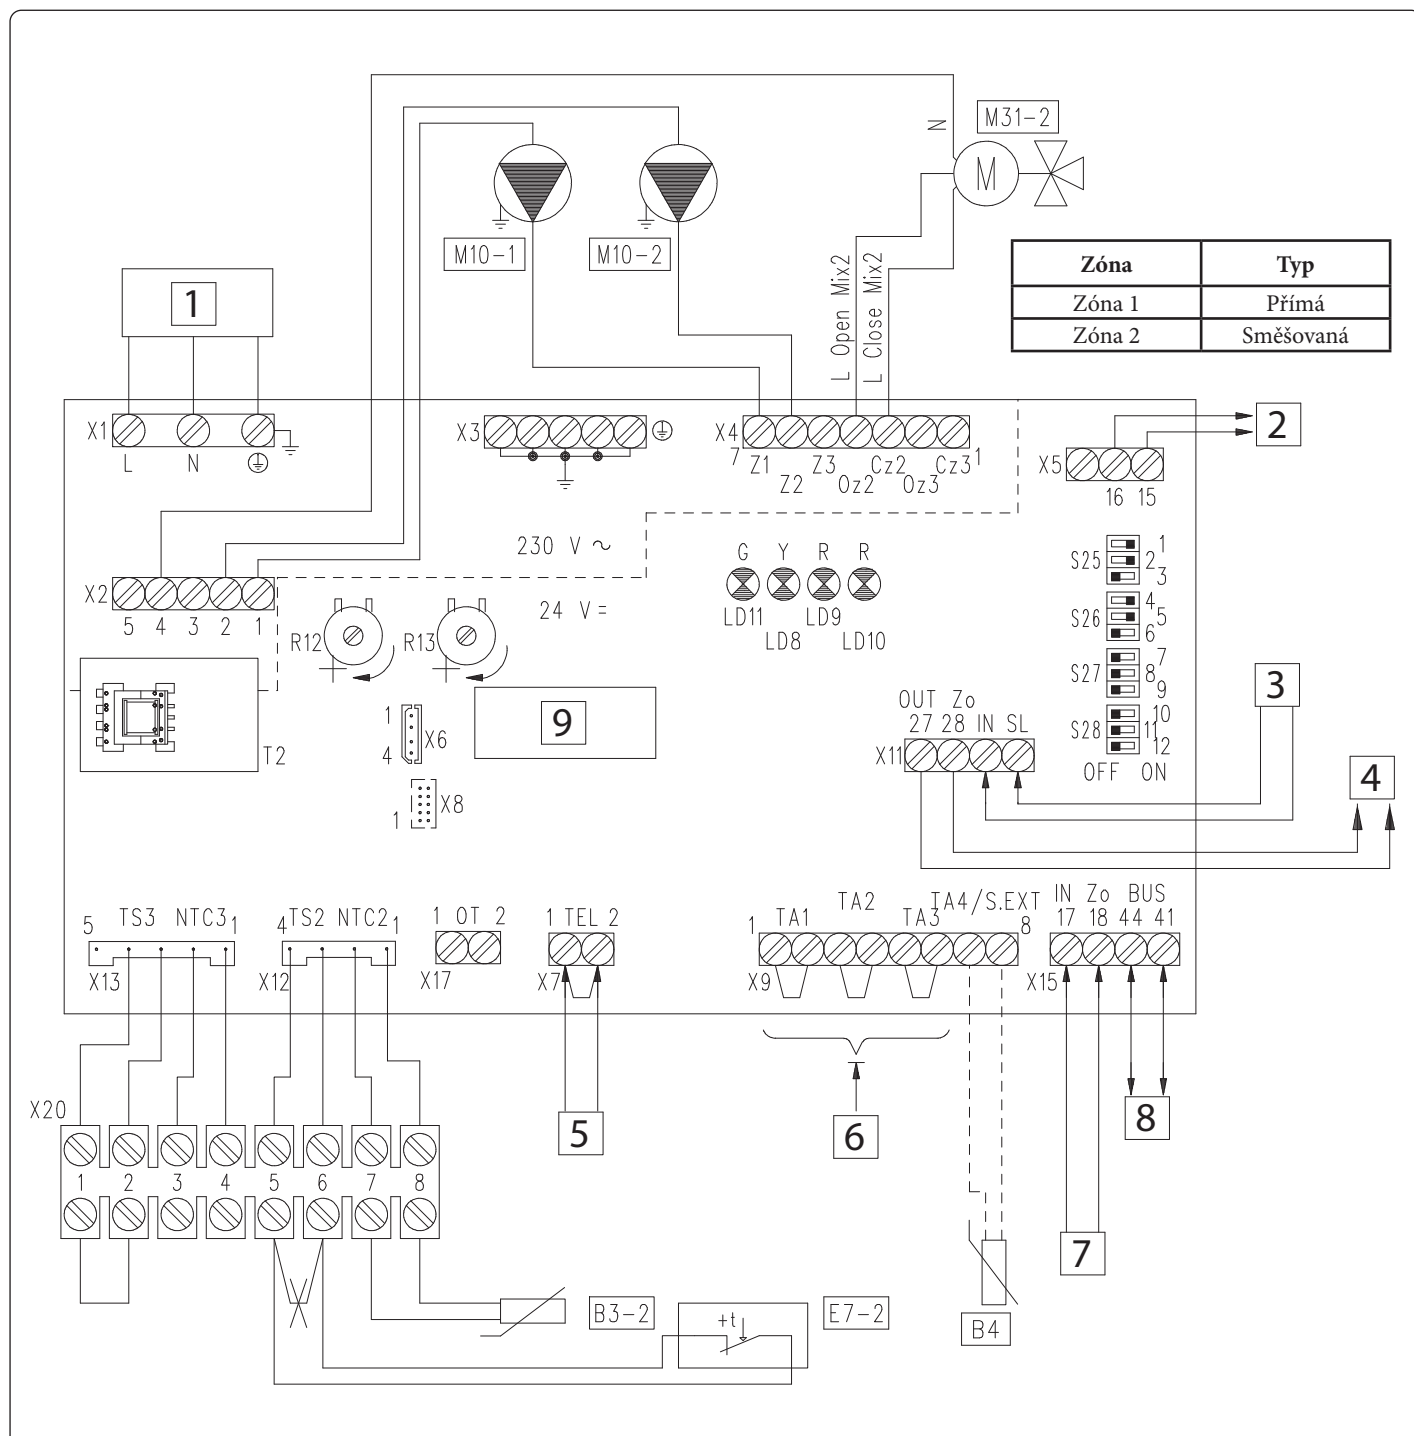 N
M31-2
M
M10-1
M10-2
L Open Mix2
L Close Mix2
Zóna Typ
Zóna 1 Přímá
Zóna 2 Směšovaná
1
2
X1
L N
X3
X4
7 Z1 Z3 Cz2 Cz3 1
Z2 Oz2 Oz3
X5
16 15
230 V ~
24 V =
G Y R R
LD11 LD9
LD8 LD10
S25 1
2
3
S26 4
5
6
S27 7
8
9
S28 10
11
12
OFF ON
X2
5 4 3 2 1
R12 R13
T2
1
4 X6
9
1 X8
OUT Zo
27 28 IN SL
X11
3
4
5 TS3 NTC3 1
X13
4 TS2 NTC2 1
X12
1 OT 2
X17
1 TEL 2
X7
TA4/S.EXT
1 TA1 TA2 TA3 8
X9
IN Zo BUS
17 18 44 41
X15
X20
1 2 3 4 5 6 7 8
5
6
7
8
B3-2
+t
E7-2
B4